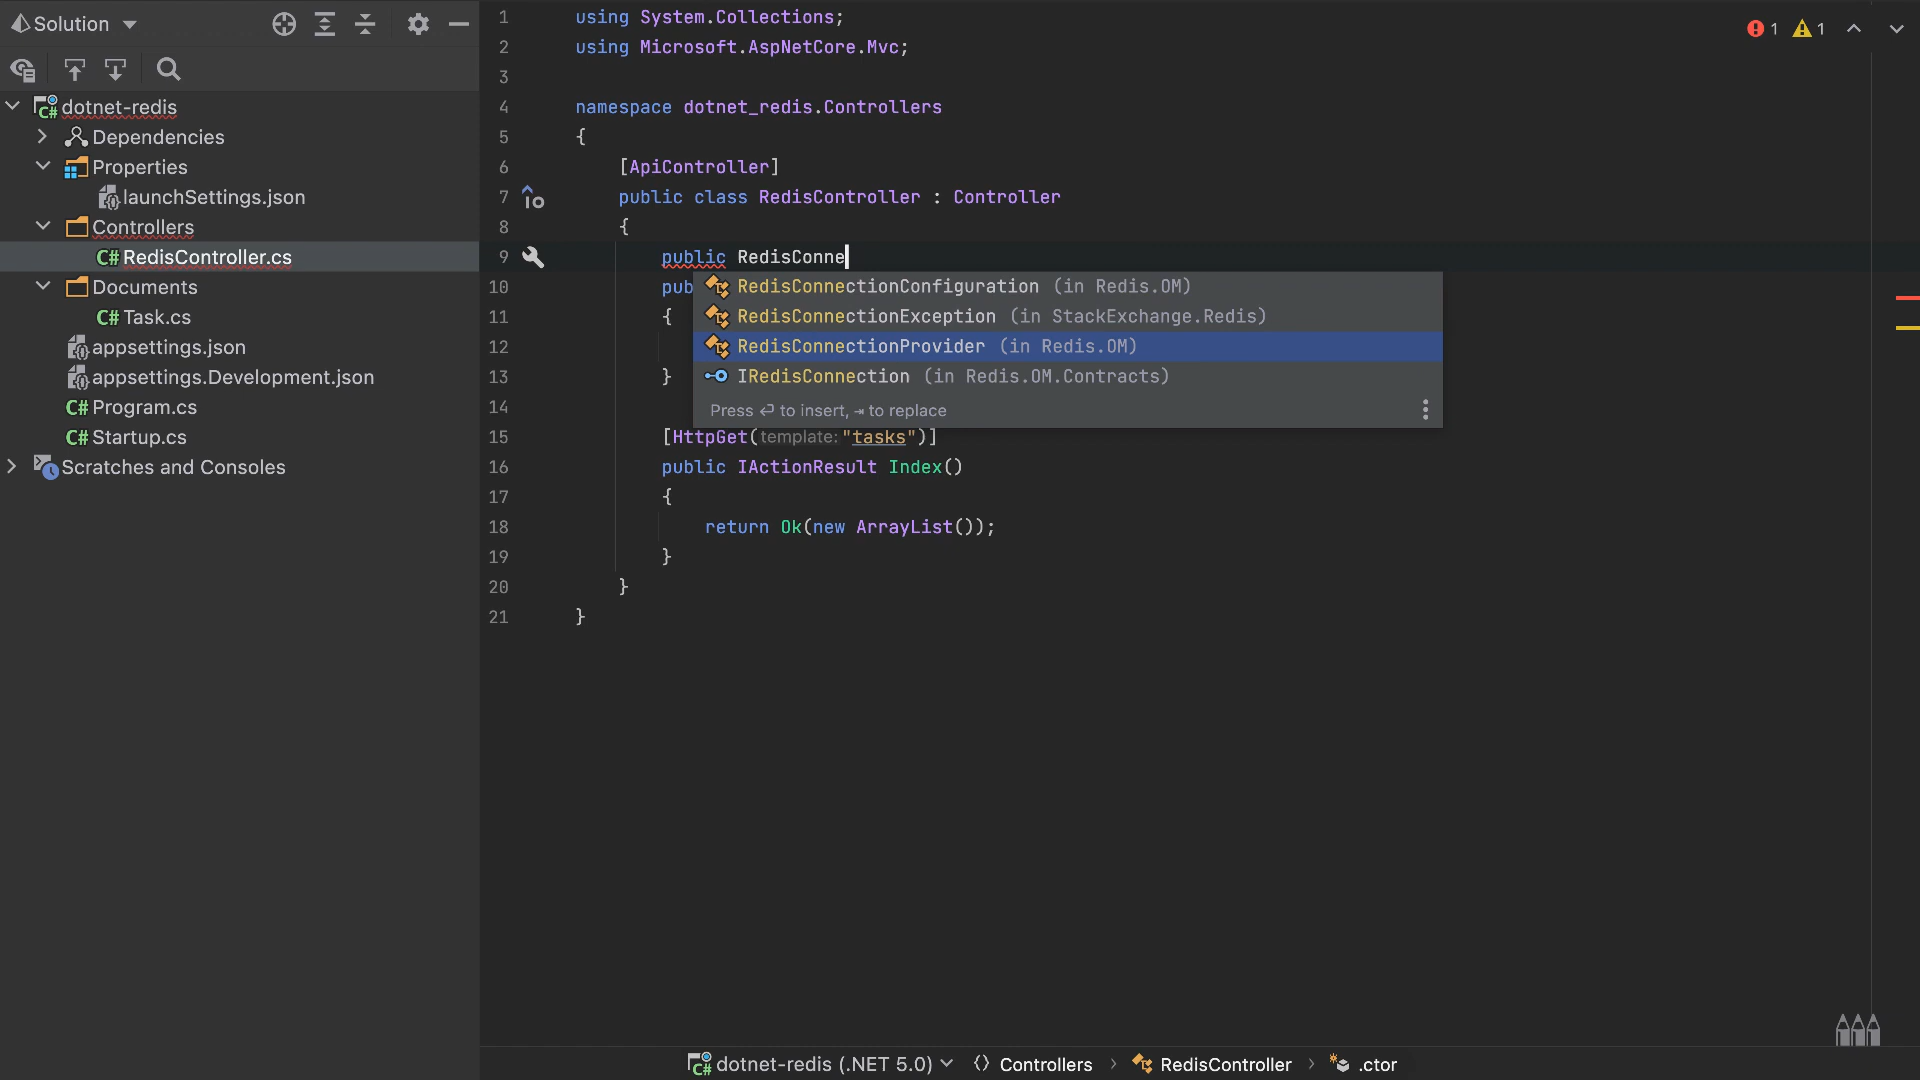 Solution
dotnet-redis
Dependencies
Properties
launchSettings.json
Controllers
C# RedisController.cs
Documents
C# Task.cs
appsettings.json
appsettings.Development.json
C# Program.cs
C# Startup.cs
Scratches and Consoles
1 using System.Collections;
2 using Microsoft.AspNetCore.Mvc;
3
4 namespace dotnet_redis.Controllers
5 {
6 [ApiController]
7 public class RedisController : Controller
8 {
9 public RedisConne
10 pub
RedisConnectionConfiguration (in Redis.OM)
11 {
RedisConnectionException (in StackExchange.Redis)
12
RedisConnectionProvider (in Redis.OM)
13 }
IRedisConnection (in Redis.OM.Contracts)
14
Press ⏎ to insert, ⇥ to replace
15 [HttpGet(template: "tasks")]
16 public IActionResult Index()
17 {
18 return Ok(new ArrayList());
19 }
20 }
21 }
1 1
dotnet-redis (.NET 5.0) Controllers RedisController .ctor